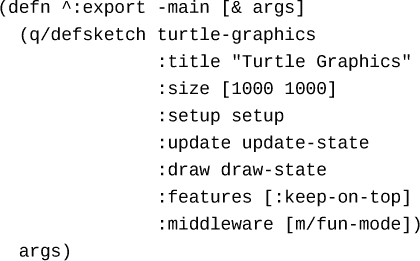 (defn ^:export -main [& args]
  (q/defsketch turtle-graphics
               :title "Turtle Graphics"
               :size [1000 1000]
               :setup setup
               :update update-state
               :draw draw-state
               :features [:keep-on-top]
               :middleware [m/fun-mode])
  args)